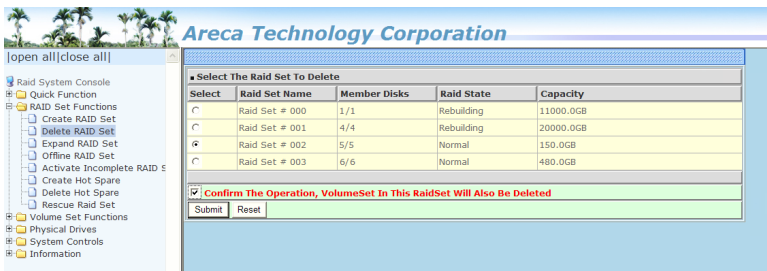 Areca Technology Corporation
|open all|close all|
Raid System Console
Quick Function
RAID Set Functions
Create RAID Set
Delete RAID Set
Expand RAID Set
Offline RAID Set
Activate Incomplete RAID S
Create Hot Spare
Delete Hot Spare
Rescue Raid Set
Volume Set Functions
Physical Drives
System Controls
Information
Select The Raid Set To Delete
Select Raid Set Name Member Disks Raid State Capacity
Raid Set # 000 1/1 Rebuilding 11000.0GB
Raid Set # 001 4/4 Rebuilding 20000.0GB
Raid Set # 002 5/5 Normal 150.0GB
Raid Set # 003 6/6 Normal 480.0GB
Confirm The Operation, VolumeSet In This RaidSet Will Also Be Deleted
Submit Reset